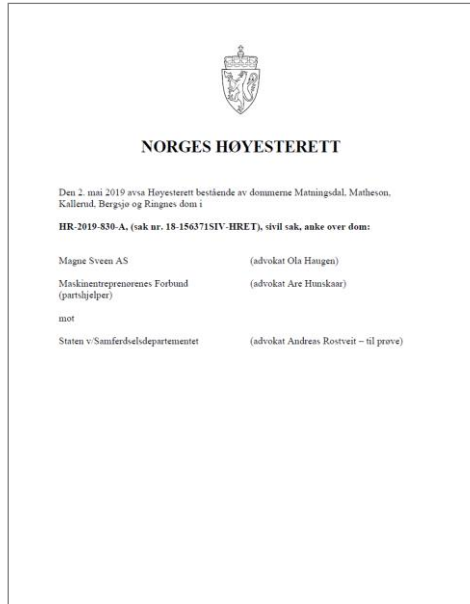 NORGES HØYESTERETT
Den 2. mai 2019 avsa Høyesterett bestående av dommerne Matningsdal, Matheson,
Kallerud, Bergsjø og Ringnes dom i
HR-2019-830-A, (sak nr. 18-156371SIV-HRET), sivil sak, anke over dom:
Magne Sveen AS (advokat Ola Haugen)
Maskinentreprenørenes Forbund (advokat Are Hunskaar)
(partshjelper)
mot
Staten v/Samferdselsdepartementet (advokat Andreas Rostveit – til prøve)